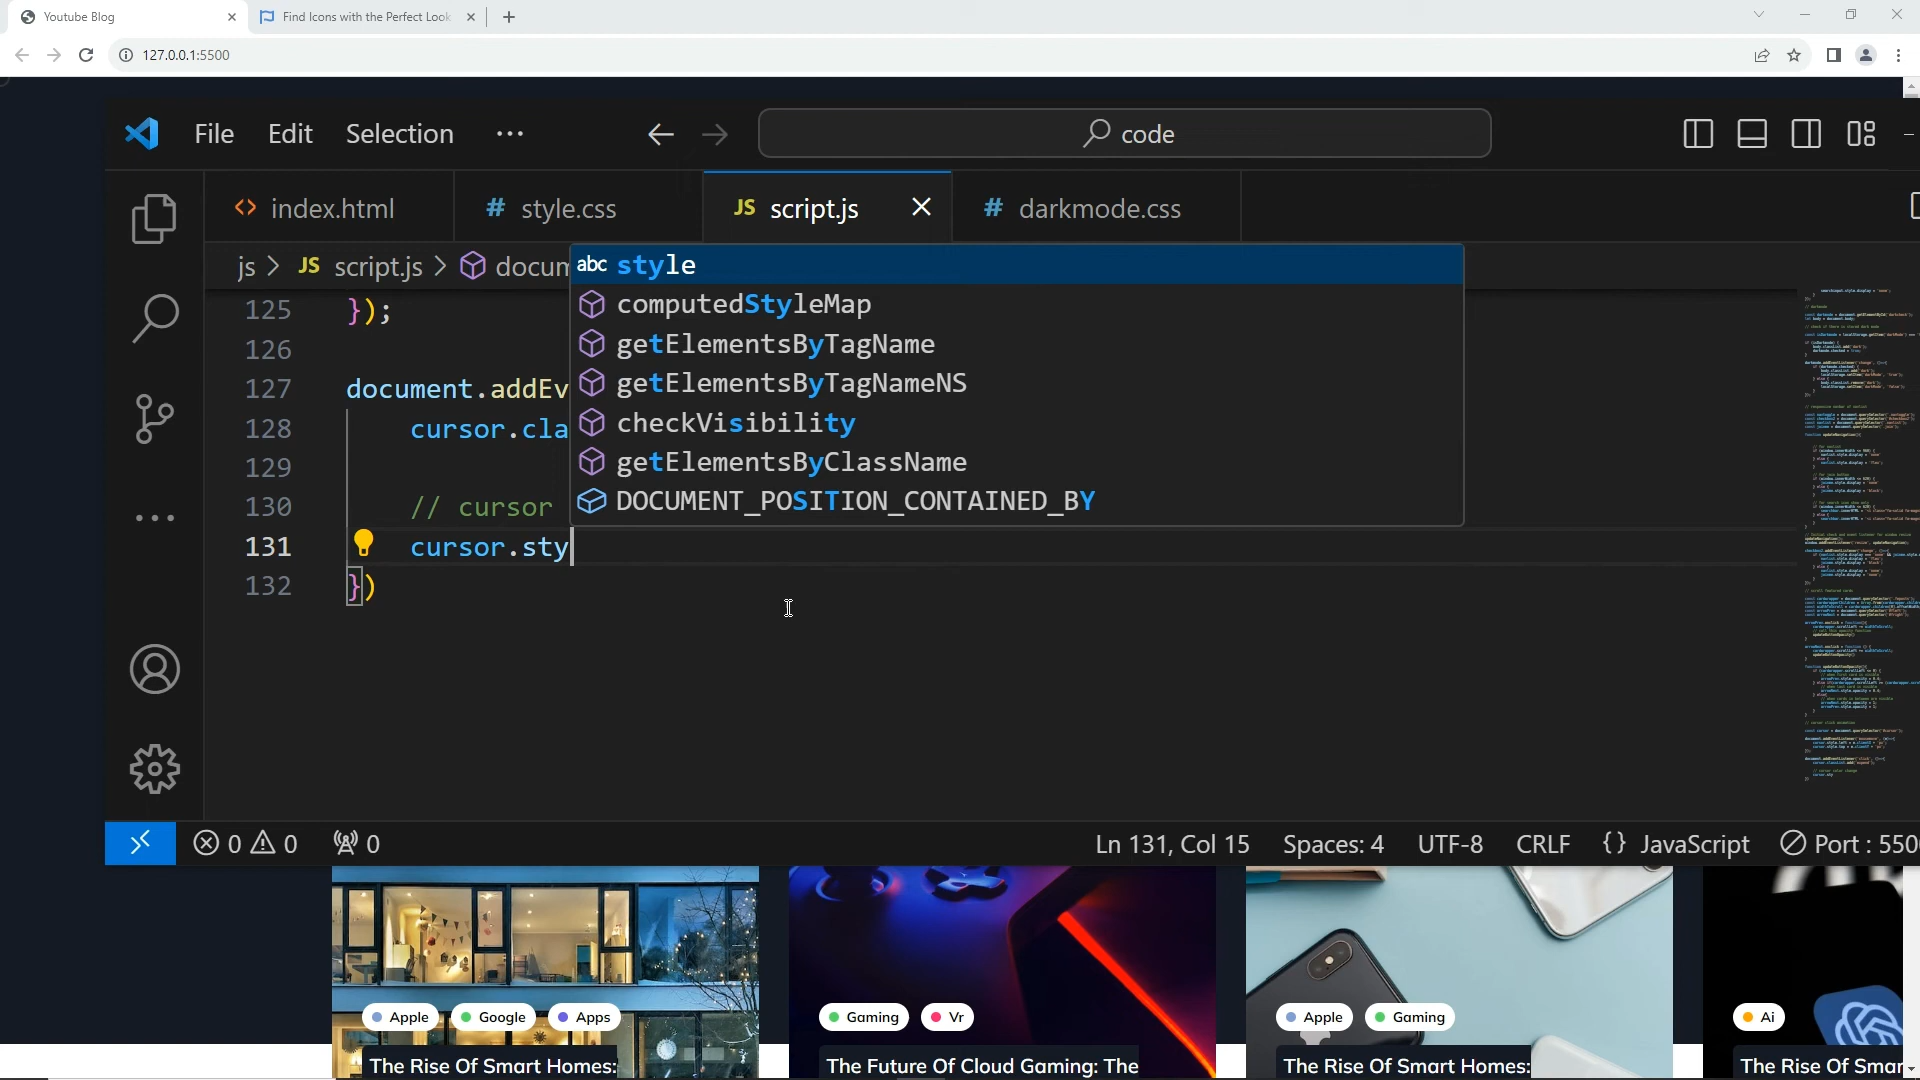 Youtube Blog
Find Icons with the Perfect Look
127.0.0.1:5500
File Edit Selection ···
code
index.html
style.css
JS script.js
darkmode.css
js > JS script.js > docum
abc style
computedStyleMap
getElementsByTagName
getElementsByTagNameNS
checkVisibility
getElementsByClassName
DOCUMENT_POSITION_CONTAINED_BY
125 });
126
127 document.addEv
128 cursor.cla
129
130 // cursor
131 cursor.sty
132 })
0 0 0
Ln 131, Col 15 Spaces: 4 UTF-8 CRLF {} JavaScript Port : 550
Apple Google Apps
The Rise Of Smart Homes:
Gaming Vr
The Future Of Cloud Gaming: The
Apple Gaming
The Rise Of Smart Homes:
Ai
The Rise Of Smar